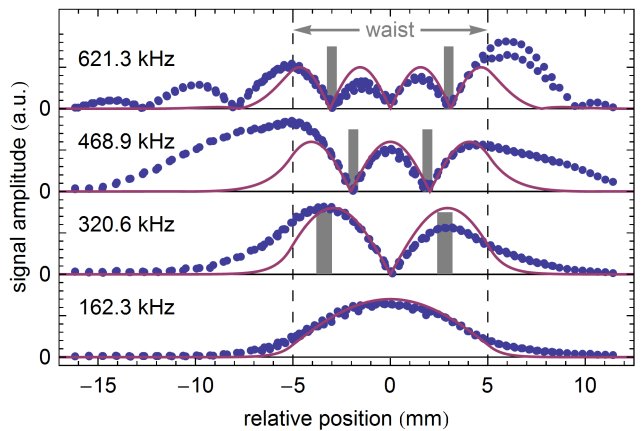 waist
621.3 kHz
0
468.9 kHz
0
320.6 kHz
0
162.3 kHz
0
signal amplitude (a.u.)
−15 −10 −5 0 5 10
relative position (mm)